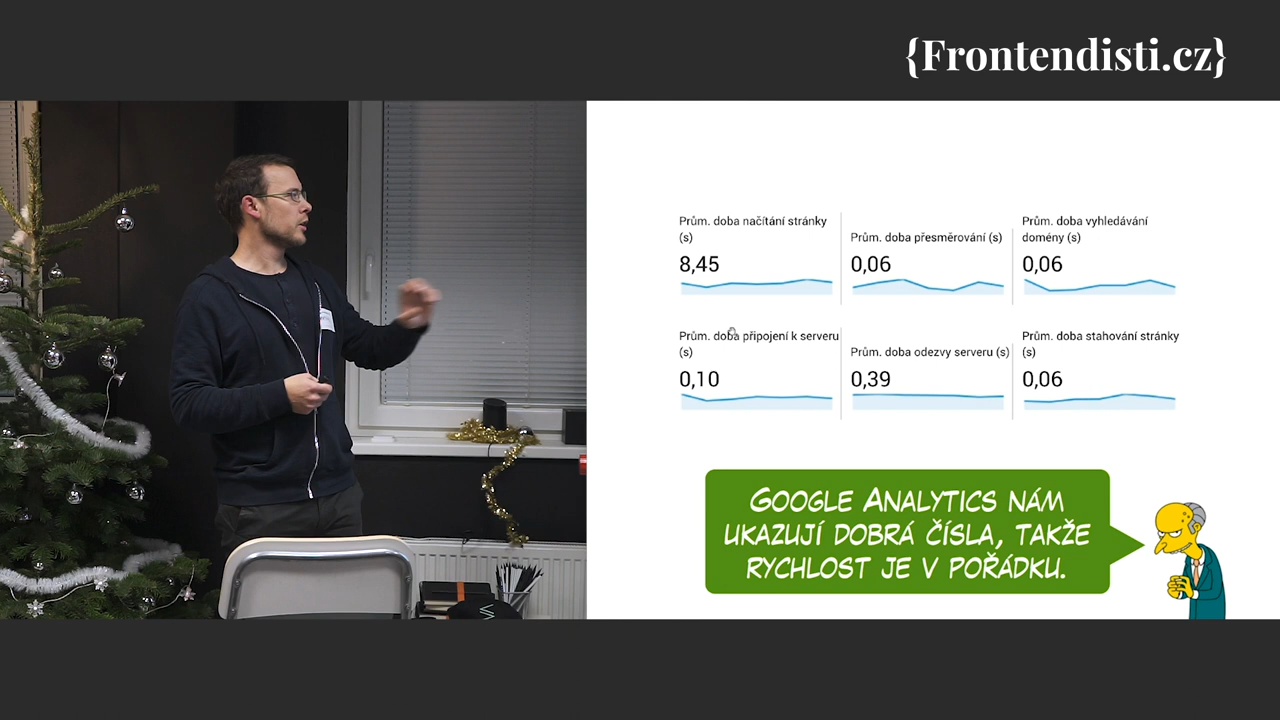 {Frontendisti.cz}
Prům. doba načítání stránky
(s)
8,45
Prům. doba přesměrování (s)
0,06
Prům. doba vyhledávání
domény (s)
0,06
Prům. doba připojení k serveru
(s)
0,10
Prům. doba odezvy serveru (s)
0,39
Prům. doba stahování stránky
(s)
0,06
GOOGLE ANALYTICS NÁM
UKAZUJÍ DOBRÁ ČÍSLA, TAKŽE
RYCHLOST JE V POŘÁDKU.